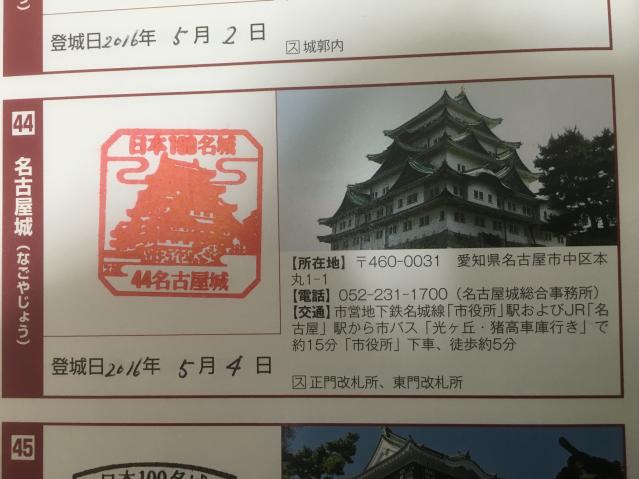 登城日2016年 5月 2日
ス 城郭内
44
名古屋城(なごやじょう)
日本100名城
44名古屋城
【所在地】 〒460-0031 愛知県名古屋市中区本
丸1-1
【電話】 052-231-1700(名古屋城総合事務所)
【交通】市営地下鉄名城線「市役所」駅およびJR「名
古屋」駅から市バス「光ヶ丘・猪高車庫行き」で
約15分「市役所」下車、徒歩約5分
登城日2016年 5月 4日
ス 正門改札所、東門改札所
45
日本100名城